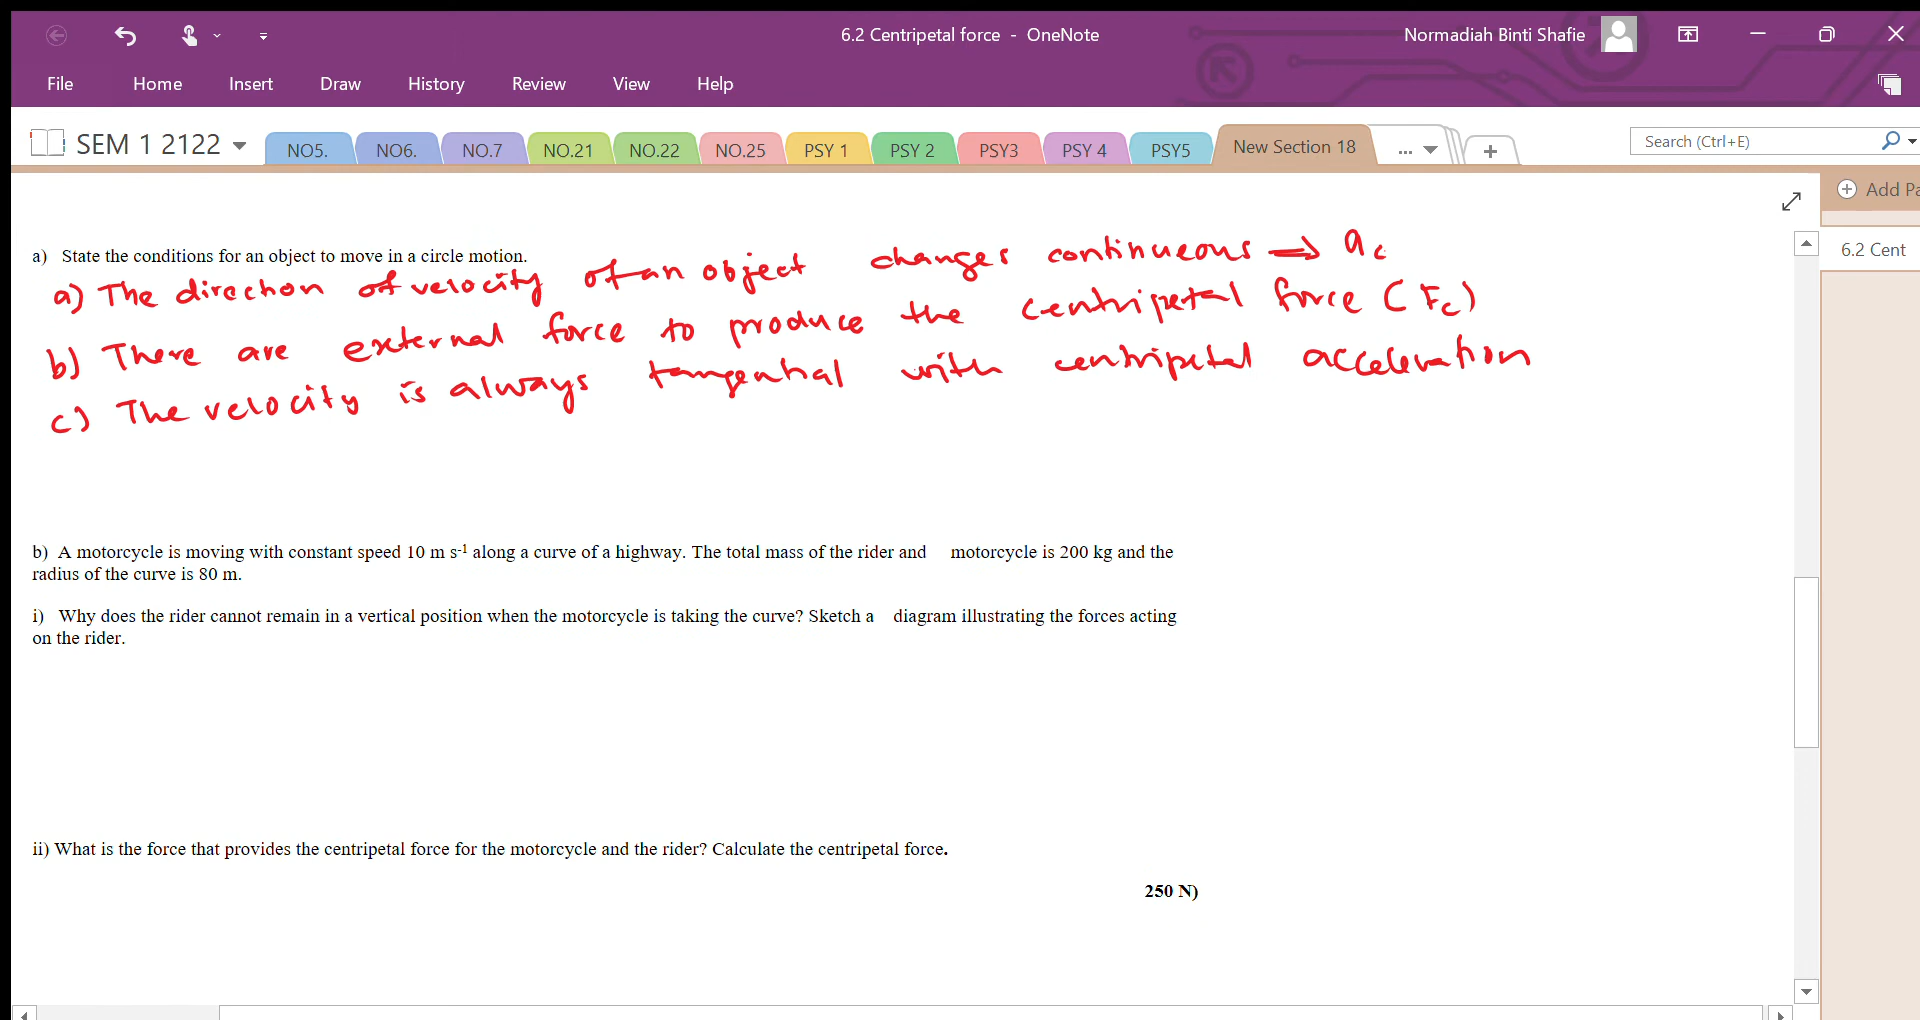 6.2 Centripetal force - OneNote
Normadiah Binti Shafie
File Home Insert Draw History Review View Help
SEM 1 2122
NO5. NO6. NO.7 NO.21 NO.22 NO.25 PSY 1 PSY 2 PSY3 PSY 4 PSY5 New Section 18 ... +
Search (Ctrl+E)
Add Pa
6.2 Cent
a) State the conditions for an object to move in a circle motion.
a) The direction of velocity of an object changes continueous ⇒ ac
b) There are external force to produce the centripetal force (Fc)
c) The velocity is always tangential with centripetal acceleration
b) A motorcycle is moving with constant speed 10 m s-1 along a curve of a highway. The total mass of the rider and motorcycle is 200 kg and the
radius of the curve is 80 m.
i) Why does the rider cannot remain in a vertical position when the motorcycle is taking the curve? Sketch a diagram illustrating the forces acting
on the rider.
ii) What is the force that provides the centripetal force for the motorcycle and the rider? Calculate the centripetal force.
250 N)